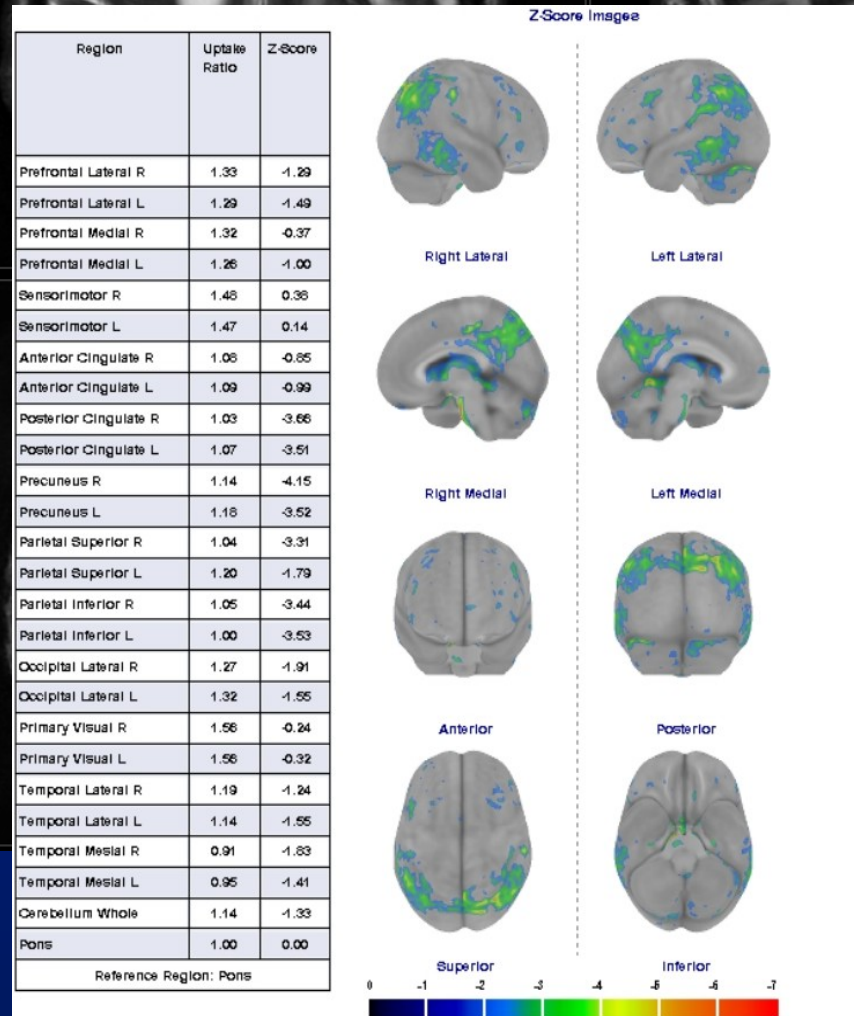 Z-Score Images
Region Uptake Ratio Z-Score
Prefrontal Lateral R 1.33 -1.29
Prefrontal Lateral L 1.29 -1.49
Prefrontal Medial R 1.32 -0.37
Prefrontal Medial L 1.26 -1.00
Sensorimotor R 1.48 0.36
Sensorimotor L 1.47 0.14
Anterior Cingulate R 1.08 -0.85
Anterior Cingulate L 1.09 -0.99
Posterior Cingulate R 1.03 -3.66
Posterior Cingulate L 1.07 -3.51
Precuneus R 1.14 -4.15
Precuneus L 1.18 -3.52
Parietal Superior R 1.04 -3.31
Parietal Superior L 1.20 -1.79
Parietal Inferior R 1.05 -3.44
Parietal Inferior L 1.00 -3.53
Occipital Lateral R 1.27 -1.91
Occipital Lateral L 1.32 -1.55
Primary Visual R 1.56 -0.24
Primary Visual L 1.56 -0.32
Temporal Lateral R 1.19 -1.24
Temporal Lateral L 1.14 -1.55
Temporal Mesial R 0.91 -1.83
Temporal Mesial L 0.95 -1.41
Cerebellum Whole 1.14 -1.33
Pons 1.00 0.00
Reference Region: Pons
Right Lateral Left Lateral
Right Medial Left Medial
Anterior Posterior
Superior Inferior
0 -1 -2 -3 -4 -5 -6 -7